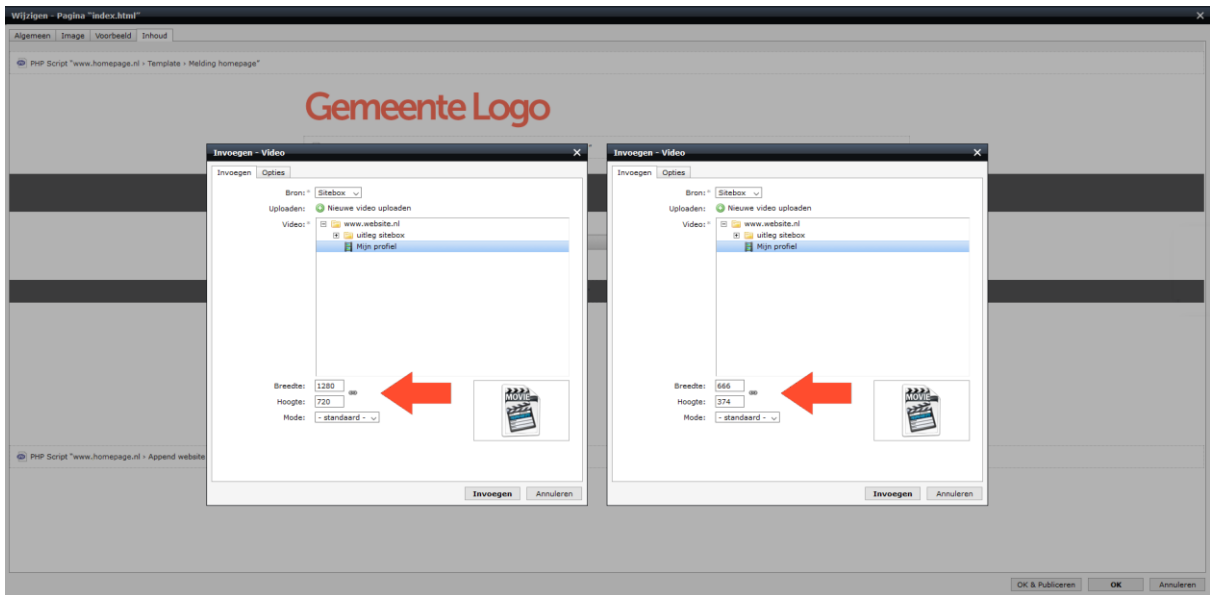 Wijzigen - Pagina "index.html"
Algemeen Image Voorbeeld Inhoud
PHP Script "www.homepage.nl › Template › Melding homepage"
Gemeente Logo
Invoegen - Video
Invoegen Opties
Bron: * Sitebox
Uploaden: Nieuwe video uploaden
Video: * www.website.nl
uitleg sitebox
Mijn profiel
Breedte: 1280
Hoogte: 720
Mode: - standaard -
MOVIE
Invoegen Annuleren
Invoegen - Video
Invoegen Opties
Bron: * Sitebox
Uploaden: Nieuwe video uploaden
Video: * www.website.nl
uitleg sitebox
Mijn profiel
Breedte: 666
Hoogte: 374
Mode: - standaard -
MOVIE
Invoegen Annuleren
PHP Script "www.homepage.nl › Append website
OK & Publiceren OK Annuleren